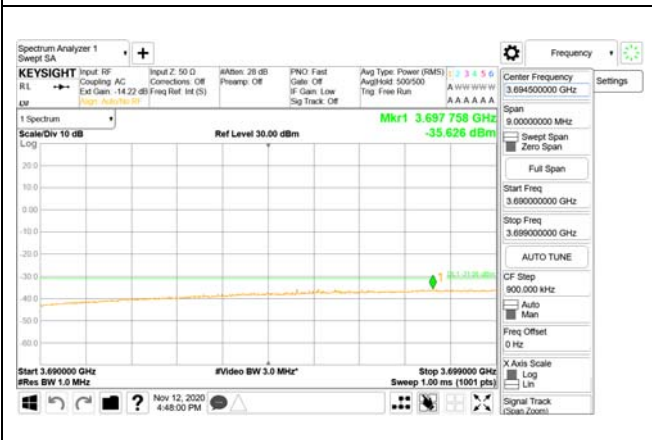 Spectrum Analyzer 1
Swept SA
+
Frequency
KEYSIGHT
RL
Input: RF
Coupling: AC
Ext Gain: -14.22 dB
Align: Auto/No RF
Input Z: 50 Ω
Corrections: Off
Freq Ref: Int (S)
#Atten: 28 dB
Preamp: Off
PNO: Fast
Gate: Off
IF Gain: Low
Sig Track: Off
Avg Type: Power (RMS)
Avg|Hold: 500/500
Trig: Free Run
1 2 3 4 5 6
A W W W W W
A A A A A A
Center Frequency
3.694500000 GHz
Settings
Span
9.00000000 MHz
Swept Span
Zero Span
Full Span
Start Freq
3.690000000 GHz
Stop Freq
3.699000000 GHz
AUTO TUNE
CF Step
900.000 kHz
Auto
Man
Freq Offset
0 Hz
X Axis Scale
Log
Lin
Signal Track
(Span Zoom)
1 Spectrum
Scale/Div 10 dB
Log
Ref Level 30.00 dBm
Mkr1 3.697 758 GHz
-35.626 dBm
20.0
10.0
0.00
-10.0
-20.0
-30.0
1
-40.0
-50.0
-60.0
Start 3.690000 GHz
#Res BW 1.0 MHz
#Video BW 3.0 MHz*
Stop 3.699000 GHz
Sweep 1.00 ms (1001 pts)
?
Nov 12, 2020
4:48:00 PM